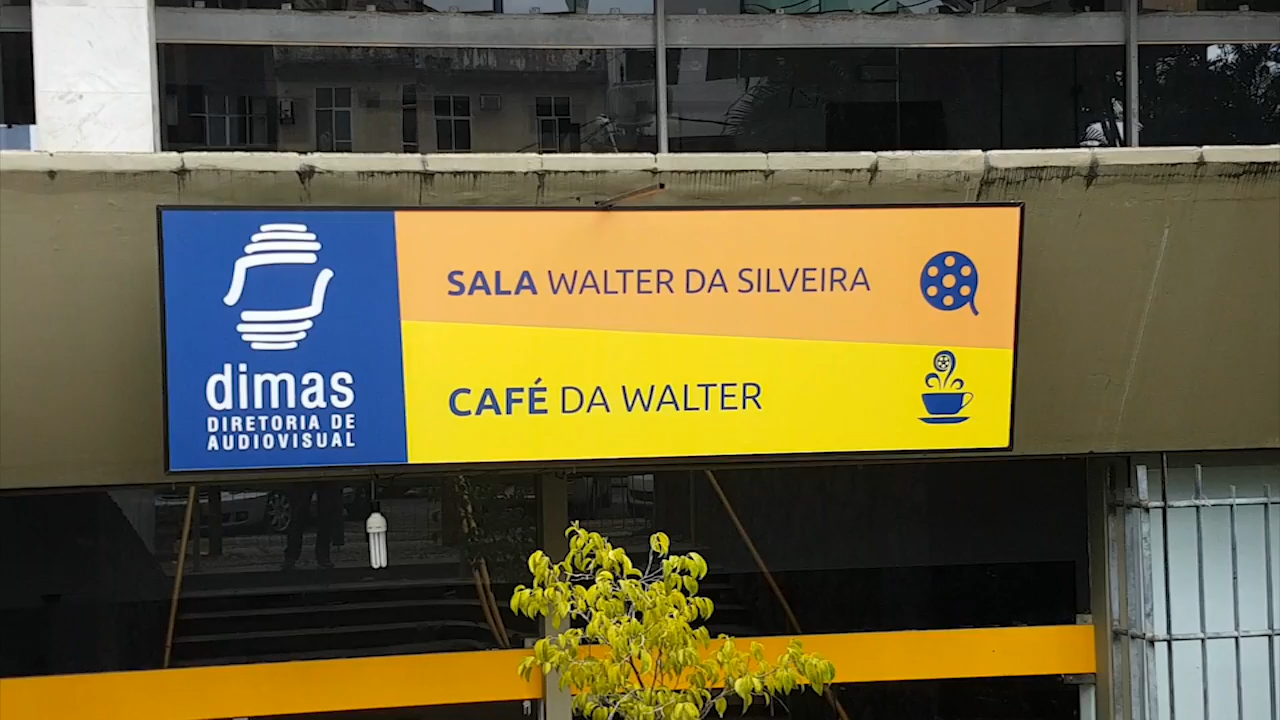 dimas
DIRETORIA DE
AUDIOVISUAL
SALA WALTER DA SILVEIRA
CAFÉ DA WALTER